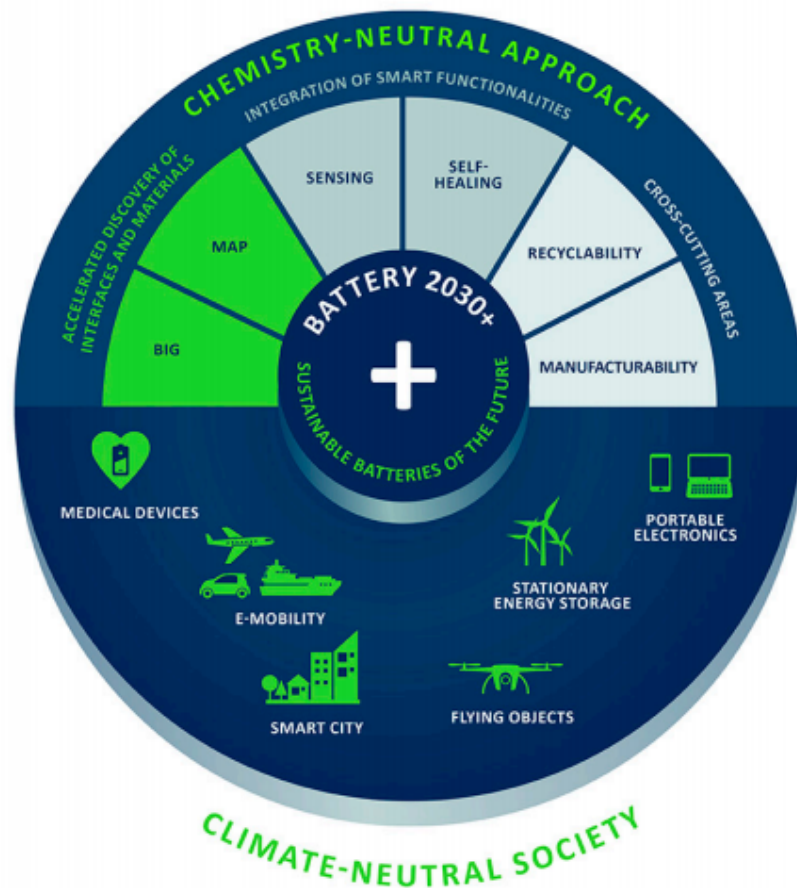 CHEMISTRY-NEUTRAL APPROACH
INTEGRATION OF SMART FUNCTIONALITIES
ACCELERATED DISCOVERY OF
INTERFACES AND MATERIALS
CROSS-CUTTING AREAS
BIG
MAP
SENSING
SELF-
HEALING
RECYCLABILITY
MANUFACTURABILITY
BATTERY 2030+
SUSTAINABLE BATTERIES OF THE FUTURE
MEDICAL DEVICES
E-MOBILITY
SMART CITY
FLYING OBJECTS
STATIONARY
ENERGY STORAGE
PORTABLE
ELECTRONICS
CLIMATE-NEUTRAL SOCIETY